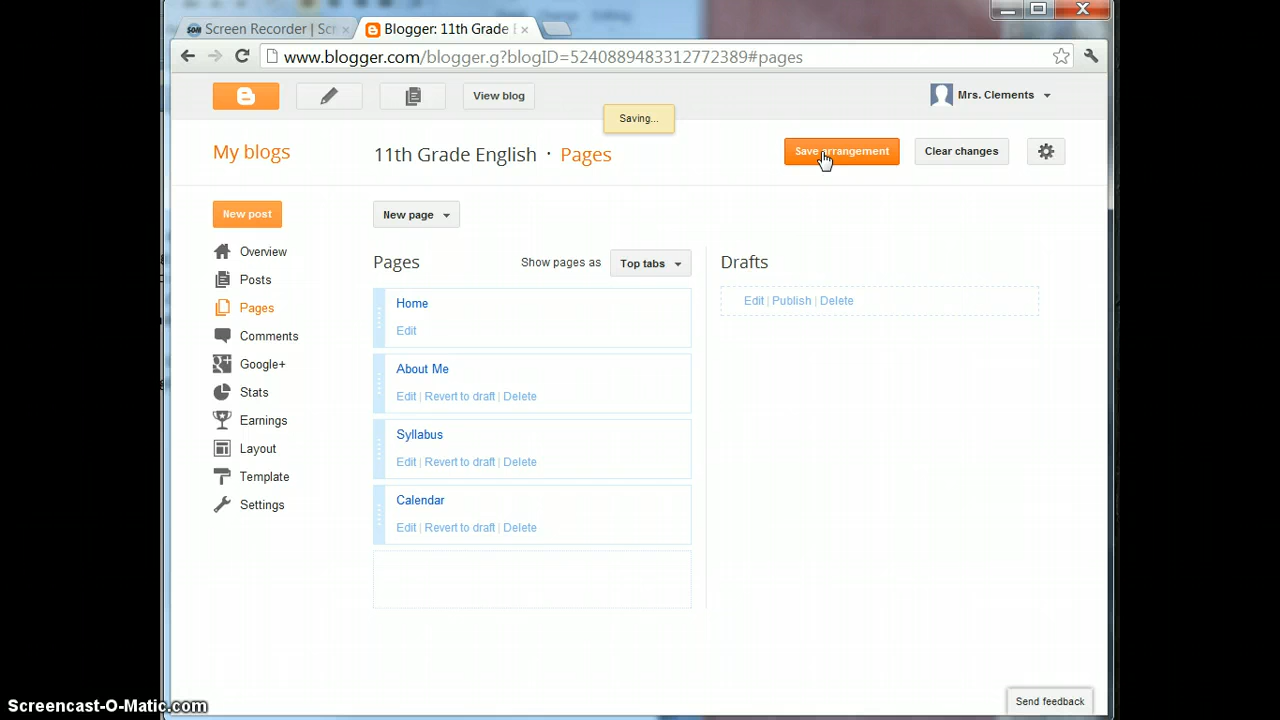 Screen Recorder | Scr
Blogger: 11th Grade E
www.blogger.com/blogger.g?blogID=5240889483312772389#pages
View blog
Mrs. Clements
Saving...
My blogs
11th Grade English · Pages
Save arrangement
Clear changes
New post
New page
Overview
Posts
Pages
Comments
Google+
Stats
Earnings
Layout
Template
Settings
Pages
Show pages as
Top tabs
Home
Edit
About Me
Edit | Revert to draft | Delete
Syllabus
Edit | Revert to draft | Delete
Calendar
Edit | Revert to draft | Delete
Drafts
Edit | Publish | Delete
Send feedback
Screencast-O-Matic.com